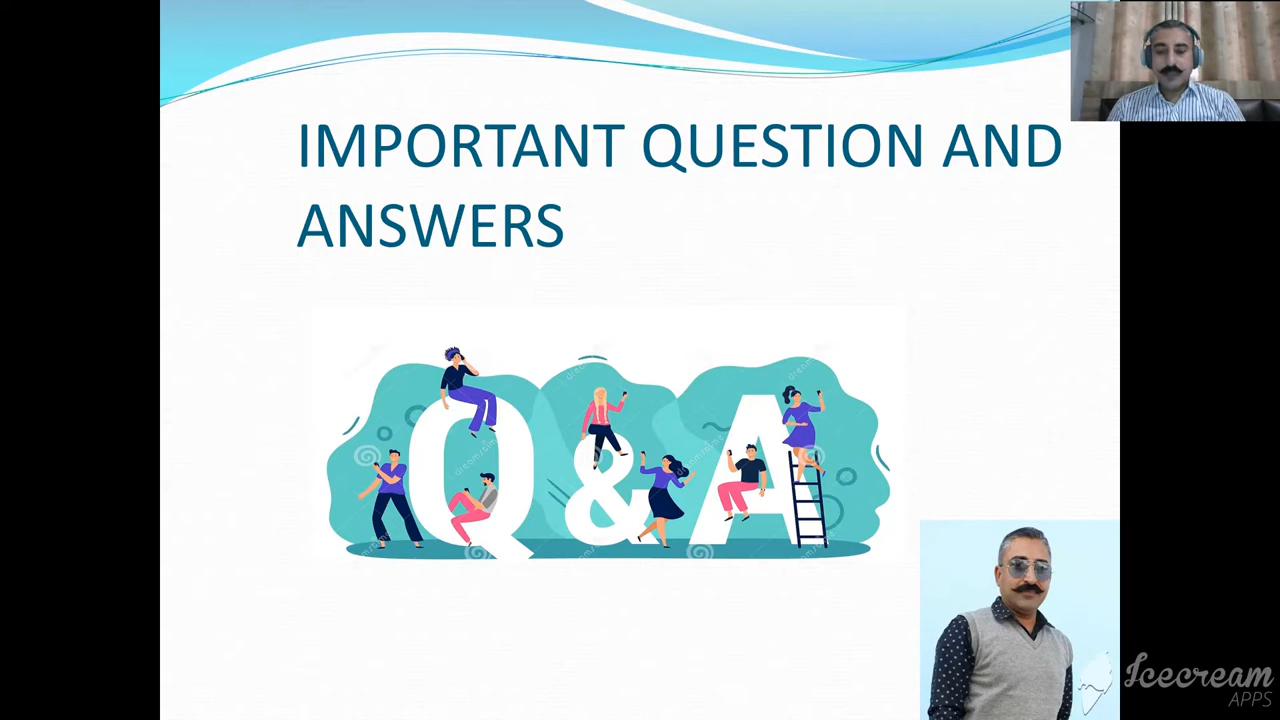 IMPORTANT QUESTION AND
ANSWERS
Q & A
Icecream
APPS